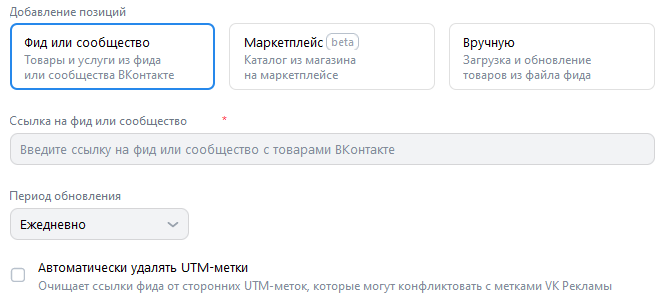 Добавление позиций
Фид или сообщество
Товары и услуги из фида
или сообщества ВКонтакте
Маркетплейс beta
Каталог из магазина
на маркетплейсе
Вручную
Загрузка и обновление
товаров из файла фида
Ссылка на фид или сообщество *
Введите ссылку на фид или сообщество с товарами ВКонтакте
Период обновления
Ежедневно
Автоматически удалять UTM-метки
Очищает ссылки фида от сторонних UTM-меток, которые могут конфликтовать с метками VK Рекламы